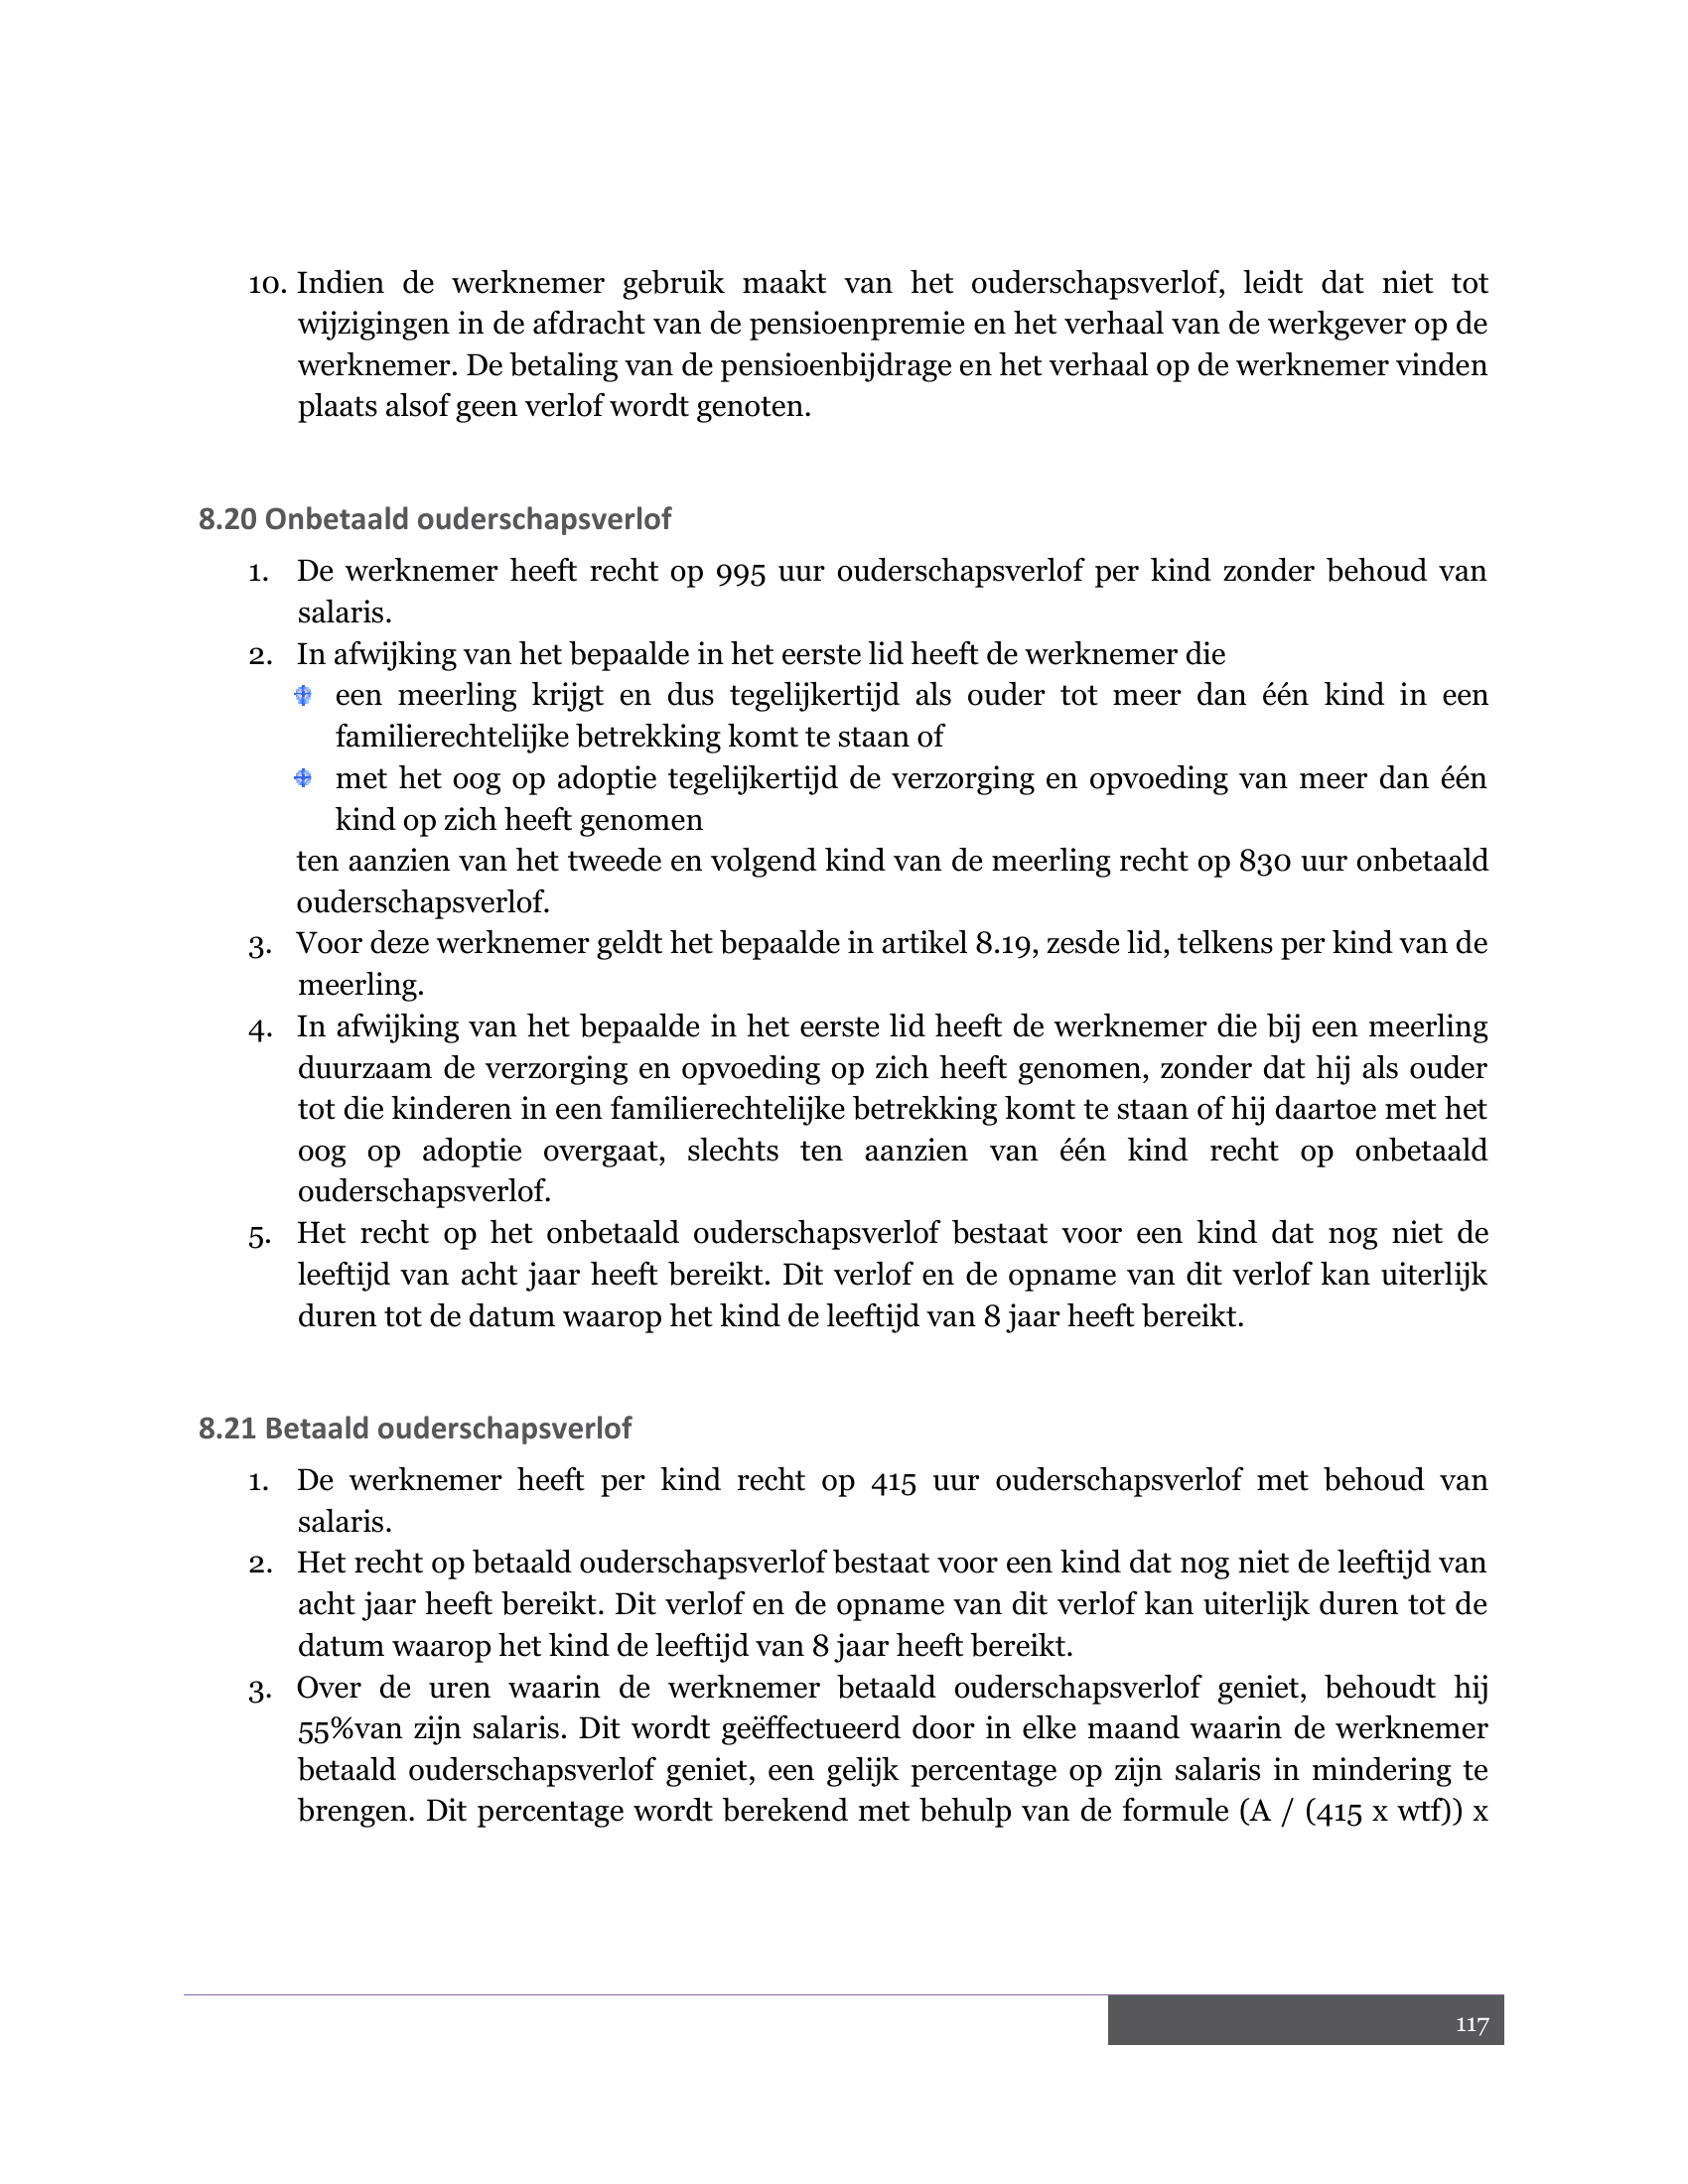 10. Indien de werknemer gebruik maakt van het ouderschapsverlof, leidt dat niet tot
wijzigingen in de afdracht van de pensioenpremie en het verhaal van de werkgever op de
werknemer. De betaling van de pensioenbijdrage en het verhaal op de werknemer vinden
plaats alsof geen verlof wordt genoten.
8.20 Onbetaald ouderschapsverlof
1. De werknemer heeft recht op 995 uur ouderschapsverlof per kind zonder behoud van
salaris.
2. In afwijking van het bepaalde in het eerste lid heeft de werknemer die
een meerling krijgt en dus tegelijkertijd als ouder tot meer dan één kind in een
familierechtelijke betrekking komt te staan of
met het oog op adoptie tegelijkertijd de verzorging en opvoeding van meer dan één
kind op zich heeft genomen
ten aanzien van het tweede en volgend kind van de meerling recht op 830 uur onbetaald
ouderschapsverlof.
3. Voor deze werknemer geldt het bepaalde in artikel 8.19, zesde lid, telkens per kind van de
meerling.
4. In afwijking van het bepaalde in het eerste lid heeft de werknemer die bij een meerling
duurzaam de verzorging en opvoeding op zich heeft genomen, zonder dat hij als ouder
tot die kinderen in een familierechtelijke betrekking komt te staan of hij daartoe met het
oog op adoptie overgaat, slechts ten aanzien van één kind recht op onbetaald
ouderschapsverlof.
5. Het recht op het onbetaald ouderschapsverlof bestaat voor een kind dat nog niet de
leeftijd van acht jaar heeft bereikt. Dit verlof en de opname van dit verlof kan uiterlijk
duren tot de datum waarop het kind de leeftijd van 8 jaar heeft bereikt.
8.21 Betaald ouderschapsverlof
1. De werknemer heeft per kind recht op 415 uur ouderschapsverlof met behoud van
salaris.
2. Het recht op betaald ouderschapsverlof bestaat voor een kind dat nog niet de leeftijd van
acht jaar heeft bereikt. Dit verlof en de opname van dit verlof kan uiterlijk duren tot de
datum waarop het kind de leeftijd van 8 jaar heeft bereikt.
3. Over de uren waarin de werknemer betaald ouderschapsverlof geniet, behoudt hij
55%van zijn salaris. Dit wordt geëffectueerd door in elke maand waarin de werknemer
betaald ouderschapsverlof geniet, een gelijk percentage op zijn salaris in mindering te
brengen. Dit percentage wordt berekend met behulp van de formule (A / (415 x wtf)) x
117